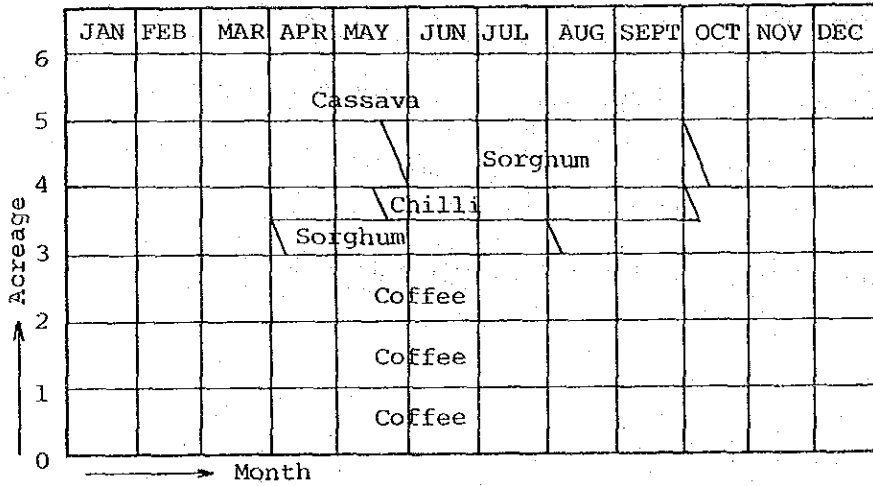 JAN FEB MAR APR MAY JUN JUL AUG SEPT OCT NOV DEC
6
Cassava
5
Sorghum
4
Chilli
Sorghum
3
Coffee
2
Coffee
1
Coffee
0
Acreage
Month